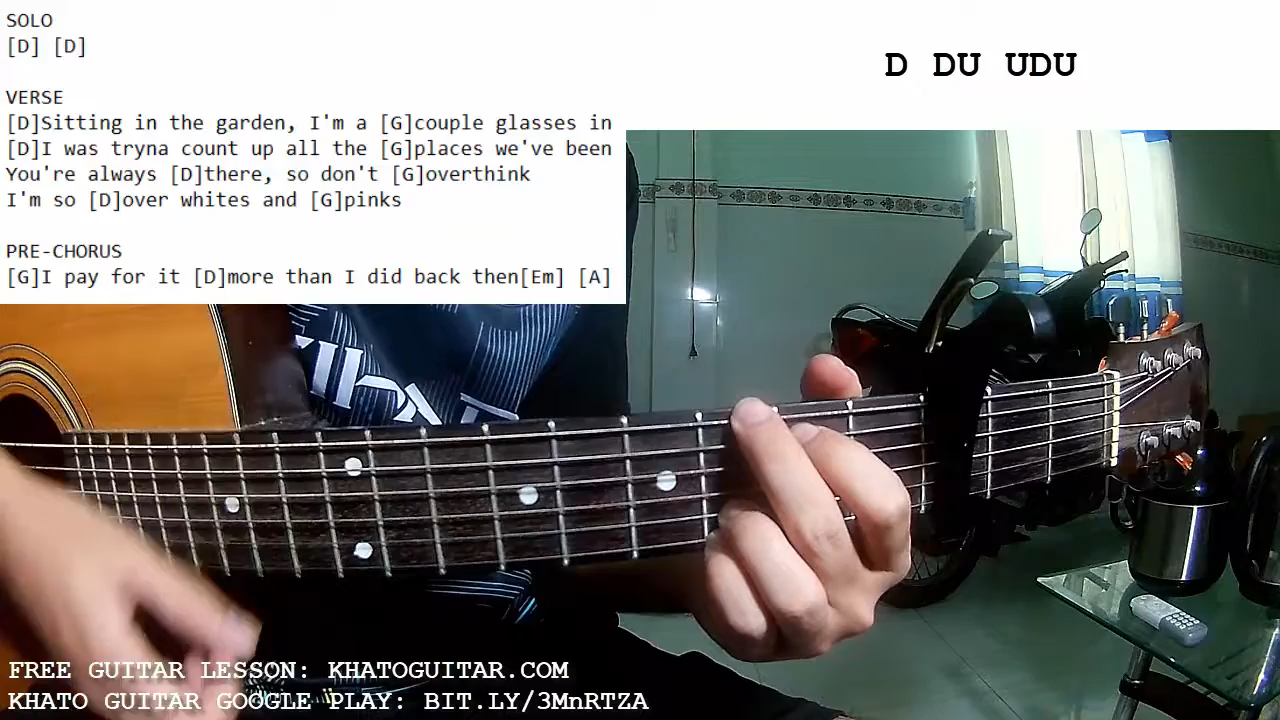 SOLO
[D] [D]
VERSE
[D]Sitting in the garden, I'm a [G]couple glasses in
[D]I was tryna count up all the [G]places we've been
You're always [D]there, so don't [G]overthink
I'm so [D]over whites and [G]pinks
PRE-CHORUS
[G]I pay for it [D]more than I did back then[Em] [A]
D DU UDU
FREE GUITAR LESSON: KHATOGUITAR.COM
KHATO GUITAR GOOGLE PLAY: BIT.LY/3MnRTZA